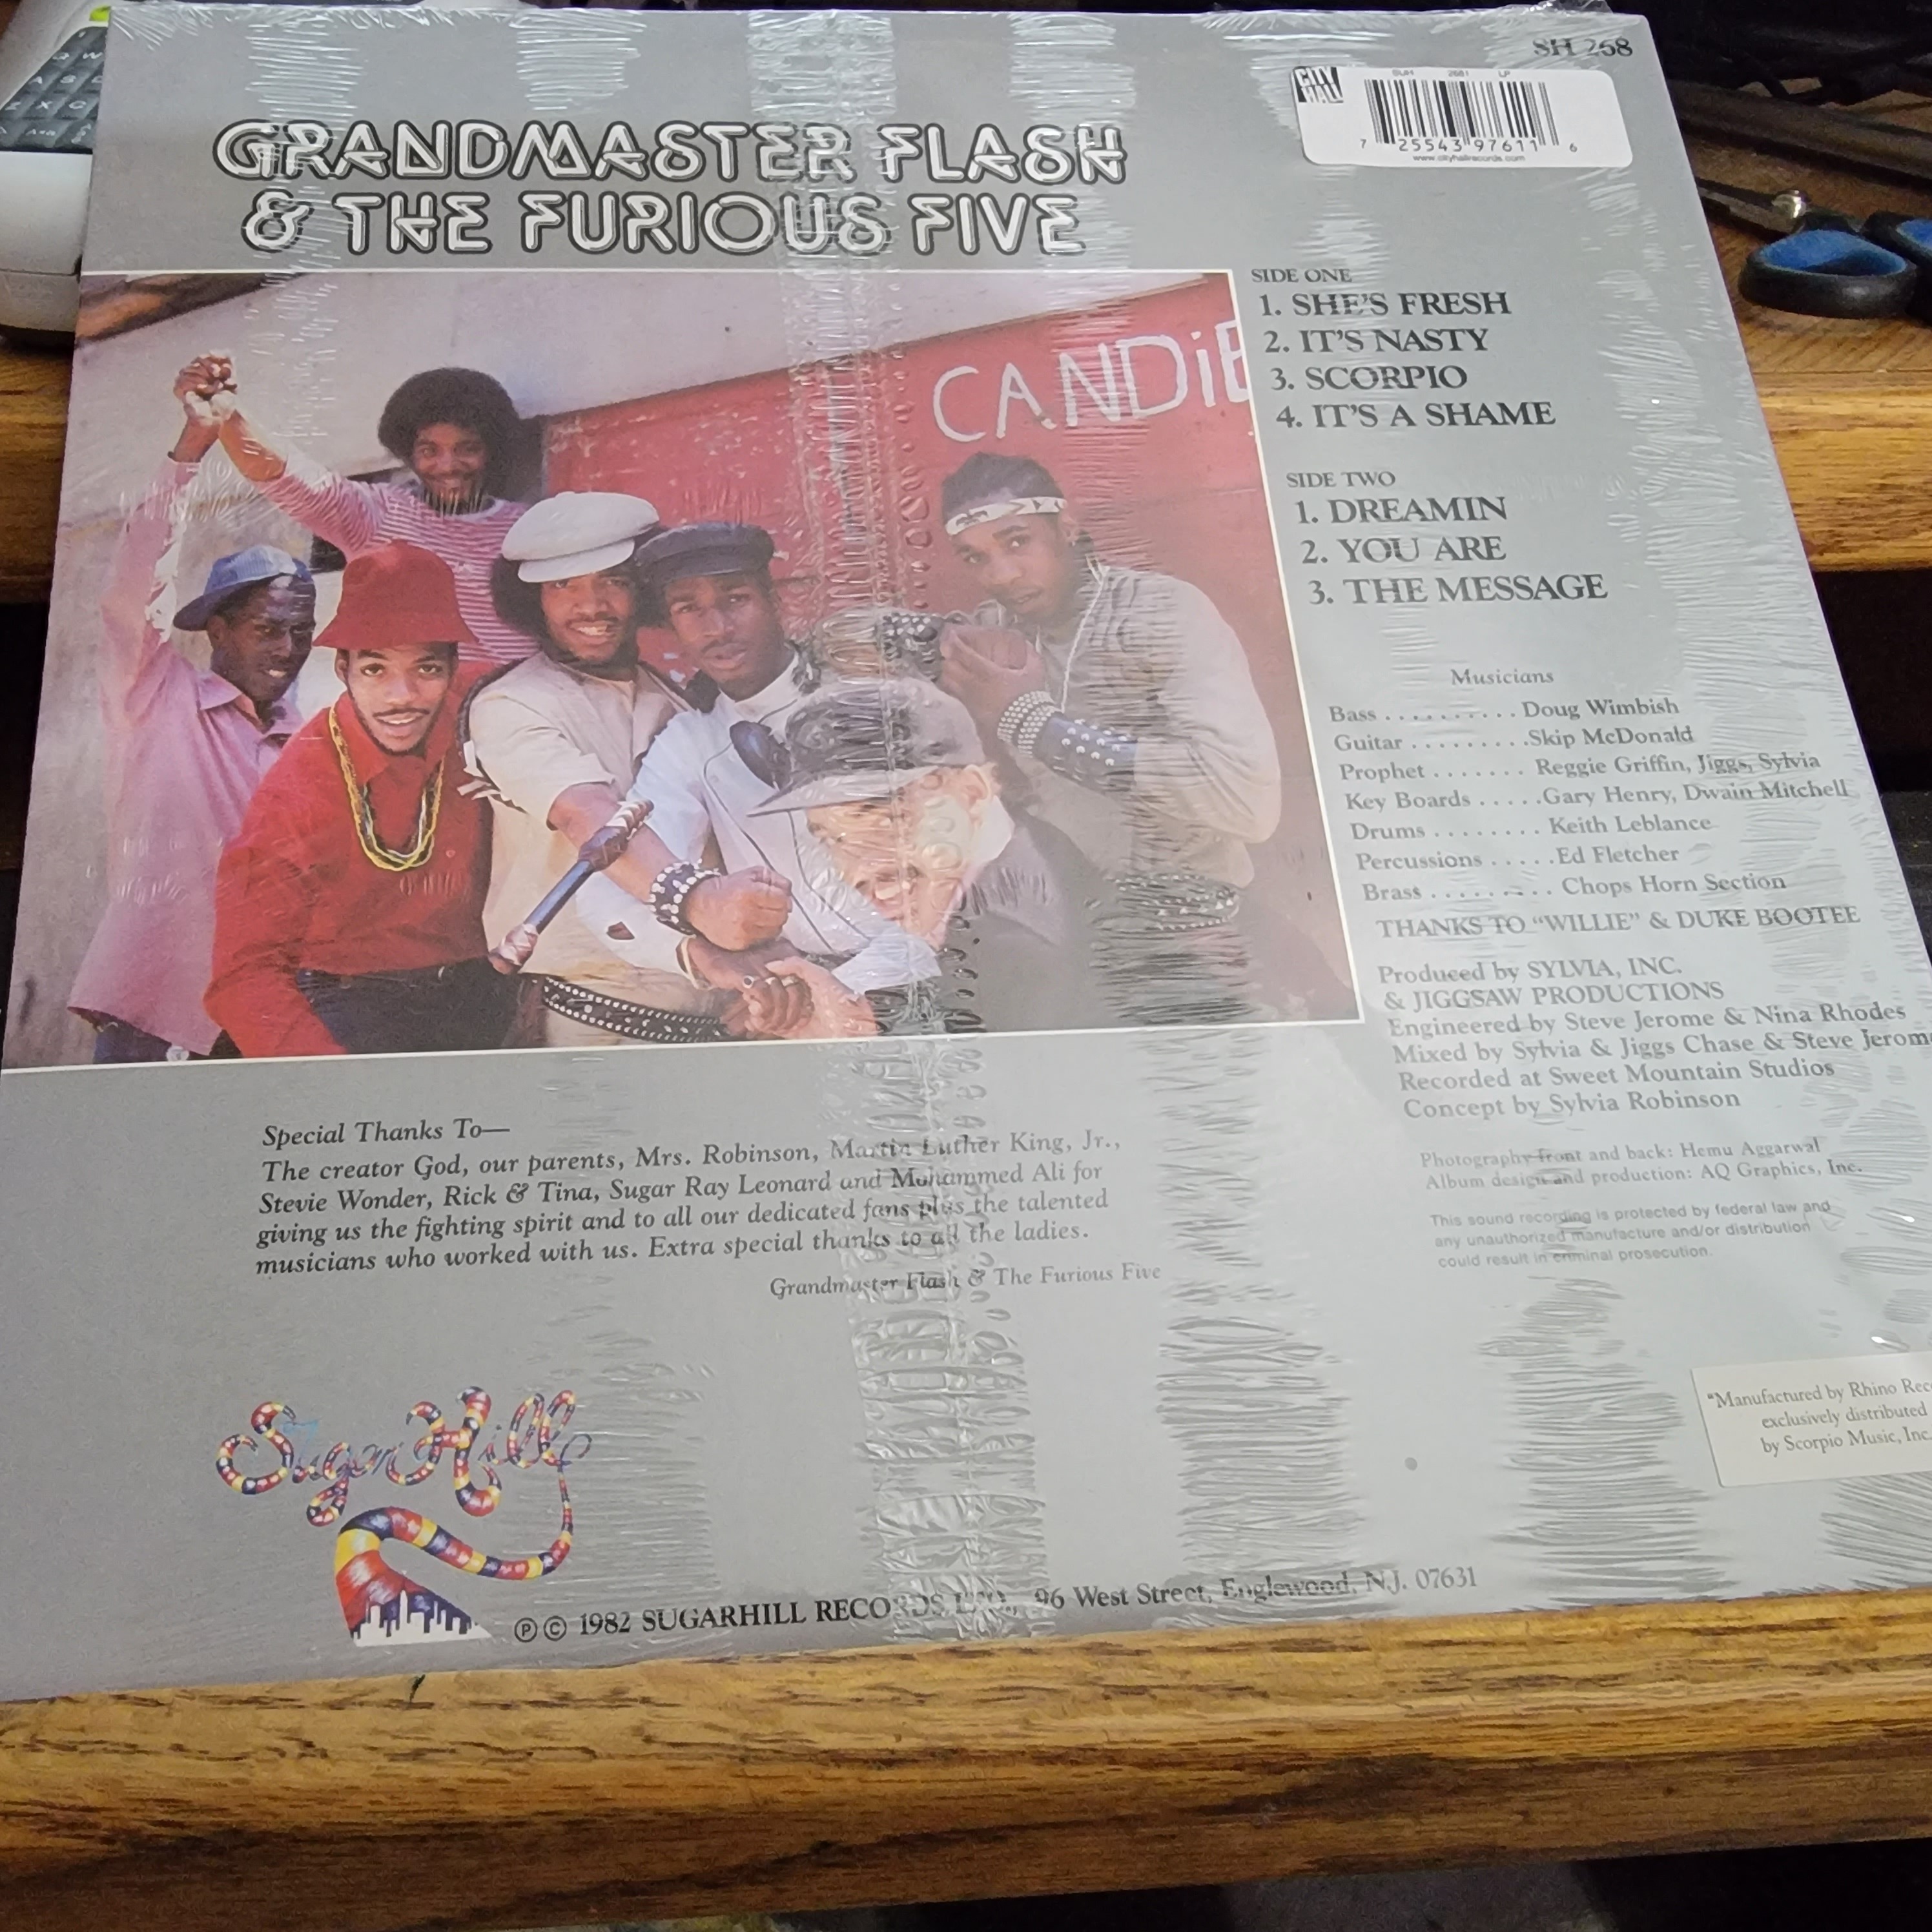 SH 268
CITY HALL
SUH 2681 LP
7 25543 97611 6
www.cityhallrecords.com
GRANDMASTER FLASH
& THE FURIOUS FIVE
CANDIE
SIDE ONE
1. SHE'S FRESH
2. IT'S NASTY
3. SCORPIO
4. IT'S A SHAME
SIDE TWO
1. DREAMIN
2. YOU ARE
3. THE MESSAGE
Musicians
Bass . . . . . . . . . . Doug Wimbish
Guitar . . . . . . . . .Skip McDonald
Prophet . . . . . . . Reggie Griffin, Jiggs, Sylvia
Key Boards . . . . .Gary Henry, Dwain Mitchell
Drums . . . . . . . . Keith Leblance
Percussions . . . . .Ed Fletcher
Brass . . . . . . . . . Chops Horn Section
THANKS TO "WILLIE" & DUKE BOOTEE
Produced by SYLVIA, INC.
& JIGGSAW PRODUCTIONS
Engineered by Steve Jerome & Nina Rhodes
Mixed by Sylvia & Jiggs Chase & Steve Jerom
Recorded at Sweet Mountain Studios
Concept by Sylvia Robinson
Photography front and back: Hemu Aggarwal
Album design and production: AQ Graphics, Inc.
This sound recording is protected by federal law and
any unauthorized manufacture and/or distribution
could result in criminal prosecution.
Special Thanks To—
The creator God, our parents, Mrs. Robinson, Martin Luther King, Jr.,
Stevie Wonder, Rick & Tina, Sugar Ray Leonard and Mohammed Ali for
giving us the fighting spirit and to all our dedicated fans plus the talented
musicians who worked with us. Extra special thanks to all the ladies.
Grandmaster Flash & The Furious Five
"Manufactured by Rhino Rec
exclusively distributed
by Scorpio Music, Inc.
Sugar Hill
Ⓟ © 1982 SUGARHILL RECORDS LTD., 96 West Street, Englewood, N.J. 07631